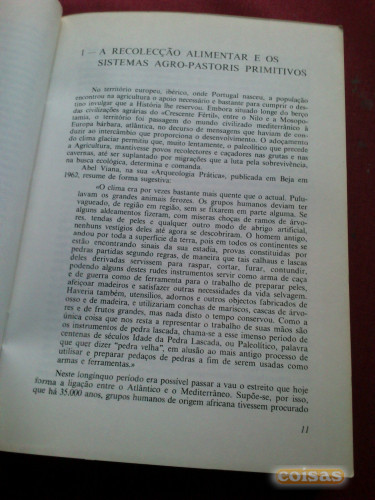 1 — A RECOLECÇÃO ALIMENTAR E OS
SISTEMAS AGRO-PASTORIS PRIMITIVOS
No território europeu, ibérico, onde Portugal nasceu, a população
encontrou na agricultura o apoio necessário e bastante para cumprir o des-
tino invulgar que a História lhe reservou. Embora situado longe do berço
das civilizações agrárias do «Crescente Fértil», entre o Nilo e a Mesopo-
tamia, o território foi passagem do mundo civilizado mediterrânico à
Europa bárbara, atlântica, no decurso de mensagens que haviam de con-
duzir ao intercâmbio que proporciona o desenvolvimento. O adoçamento
do clima glaciar permitiu que, muito lentamente, o paleolítico que precede
a Agricultura, mantivesse povos recolectores e caçadores nas grutas e nas
cavernas, até ser suplantado por migrações que a luta pela sobrevivência,
na busca ecológica, determina e comanda.
Abel Viana, na sua «Arqueologia Prática», publicada em Beja em
1962, resume de forma sugestiva:
«O clima era por vezes bastante mais quente que o actual. Pulu-
lavam os grandes animais ferozes. Os grupos humanos deviam ter
vagueado, de região em região, sem se fixarem em parte alguma. Se
alguns aldeamentos fizeram, com míseras choças de ramos de árvo-
res, tendas de peles ou qualquer outro modo de abrigo artificial,
nenhuns vestígios deles até agora se descobriram. O homem antigo,
andou por toda a superfície da terra, pois em todos os continentes se
estão encontrando sinais da sua estadia, provas constituídas por
pedras partidas segundo regras, de maneira que tais calhaus e lascas
deles derivadas servissem para raspar, cortar, furar, contundir,
podendo alguns destes rudes instrumentos servir como arma de caça
e de guerra como de ferramenta para o trabalho de preparar peles,
afeiçoar madeiros e satisfazer outras necessidades da vida selvagem.
Haveria também, utensílios, adornos e outros objectos fabricados de
osso e de madeira, e utilizariam conchas de mariscos, cascas de árvo-
res e de frutos grandes, mas nada disto o tempo conservou. Como a
única coisa que nos resta a representar o trabalho de suas mãos são
os instrumentos de pedra lascada, chama-se a esse imenso período de
centenas de séculos Idade da Pedra Lascada, ou Paleolítico, palavra
que quer dizer "pedra velha", em alusão ao mais antigo processo de
utilisar e preparar pedaços de pedras a fim de serem usadas como
armas e ferramentas.»
Neste longínquo período era possível passar a vau o estreito que hoje
forma a ligação entre o Atlântico e o Mediterrâneo. Supõe-se, por isso,
que há 35.000 anos, grupos humanos de origem africana tivessem procurado
11
coisas